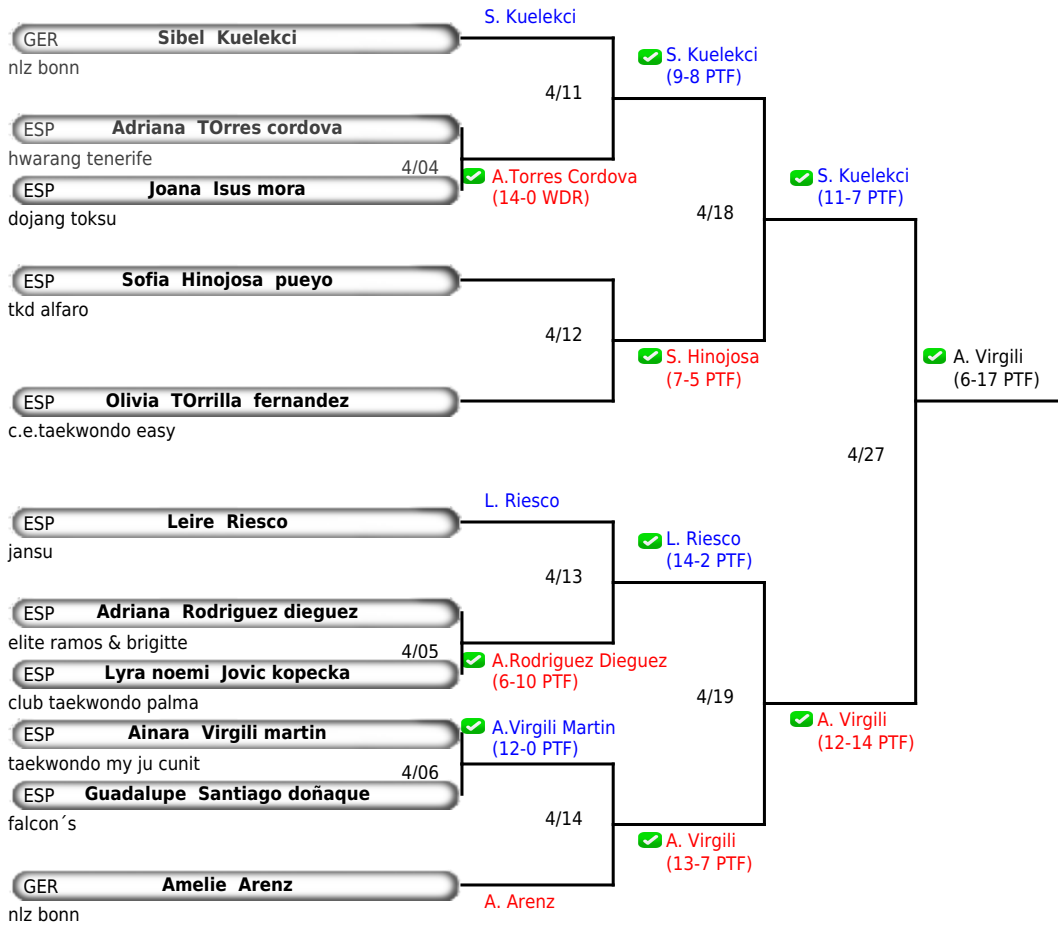 S. Kuelekci
GER Sibel Kuelekci
nlz bonn
S. Kuelekci
(9-8 PTF)
4/11
ESP Adriana TOrres cordova
hwarang tenerife
4/04
A.Torres Cordova
(14-0 WDR)
ESP Joana Isus mora
dojang toksu
S. Kuelekci
(11-7 PTF)
4/18
ESP Sofia Hinojosa pueyo
tkd alfaro
4/12
S. Hinojosa
(7-5 PTF)
A. Virgili
(6-17 PTF)
ESP Olivia TOrrilla fernandez
c.e.taekwondo easy
4/27
L. Riesco
ESP Leire Riesco
jansu
L. Riesco
(14-2 PTF)
4/13
ESP Adriana Rodriguez dieguez
elite ramos & brigitte
4/05
A.Rodriguez Dieguez
(6-10 PTF)
ESP Lyra noemi Jovic kopecka
club taekwondo palma
4/19
A. Virgili
(12-14 PTF)
ESP Ainara Virgili martin
taekwondo my ju cunit
A.Virgili Martin
(12-0 PTF)
4/06
ESP Guadalupe Santiago doñaque
falcon´s
4/14
A. Virgili
(13-7 PTF)
GER Amelie Arenz
nlz bonn
A. Arenz